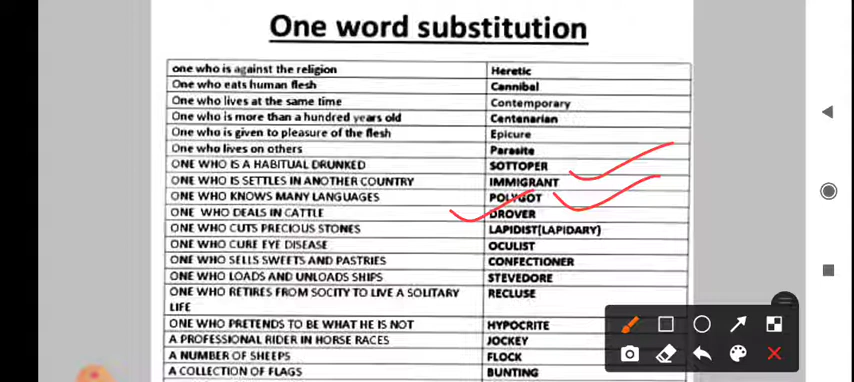 One word substitution
one who is against the religion Heretic
One who eats human flesh Cannibal
One who lives at the same time Contemporary
One who is more than a hundred years old Centenarian
One who is given to pleasure of the flesh Epicure
One who lives on others Parasite
ONE WHO IS A HABITUAL DRUNKED SOTTOPER
ONE WHO IS SETTLES IN ANOTHER COUNTRY IMMIGRANT
ONE WHO KNOWS MANY LANGUAGES POLYGOT
ONE WHO DEALS IN CATTLE DROVER
ONE WHO CUTS PRECIOUS STONES LAPIDIST(LAPIDARY)
ONE WHO CURE EYE DISEASE OCULIST
ONE WHO SELLS SWEETS AND PASTRIES CONFECTIONER
ONE WHO LOADS AND UNLOADS SHIPS STEVEDORE
ONE WHO RETIRES FROM SOCITY TO LIVE A SOLITARY RECLUSE
LIFE
ONE WHO PRETENDS TO BE WHAT HE IS NOT HYPOCRITE
A PROFESSIONAL RIDER IN HORSE RACES JOCKEY
A NUMBER OF SHEEPS FLOCK
A COLLECTION OF FLAGS BUNTING